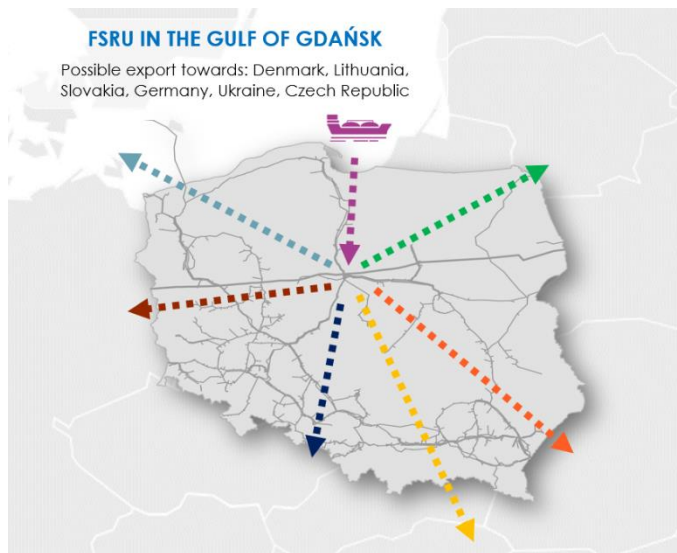 FSRU IN THE GULF OF GDAŃSK
Possible export towards: Denmark, Lithuania,
Slovakia, Germany, Ukraine, Czech Republic